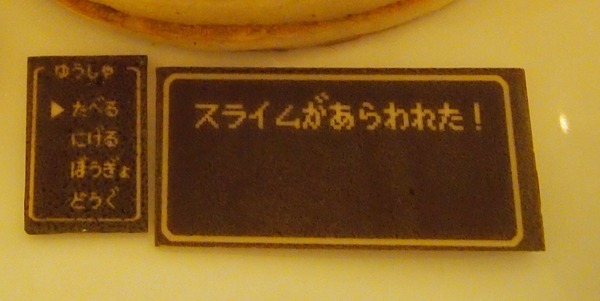 ゆうしゃ
▶たべる
にげる
ぼうぎょ
どうぐ
スライムがあらわれた！